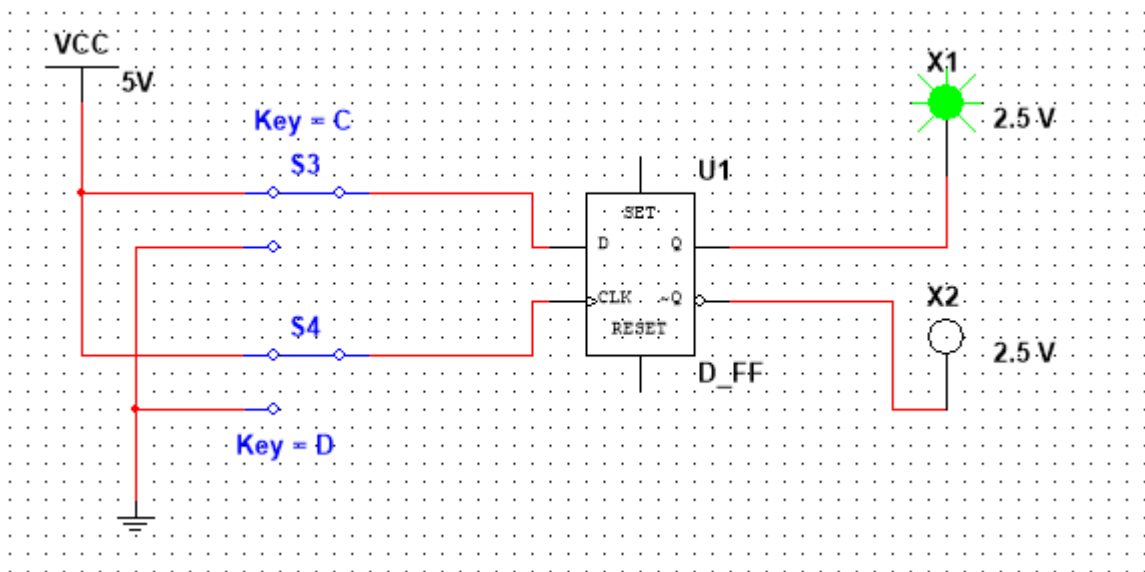 VCC
5V
X1
2.5 V
Key = C
S3
U1
SET
D
Q
CLK
~Q
RESET
X2
2.5 V
S4
D_FF
Key = D